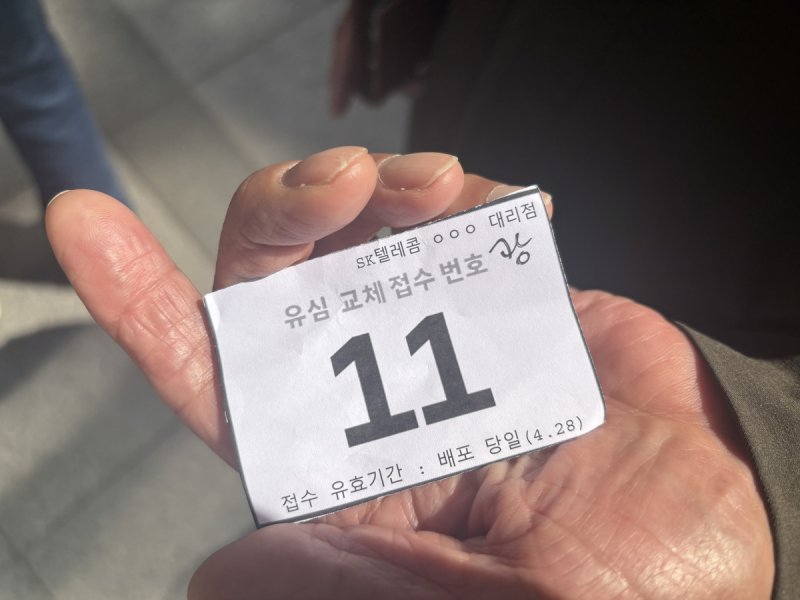 SK텔레콤 ㅇㅇㅇ 대리점
유심 교체 접수 번호
11
접수 유효기간 : 배포 당일(4.28)